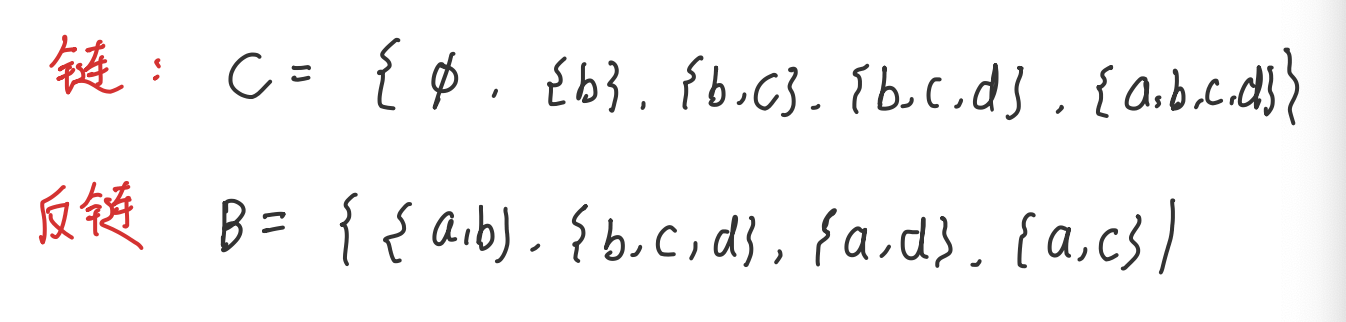 链： C = { ϕ , {b} , {b,c} , {b,c,d} , {a,b,c,d}}
反链 B = { {a,b} , {b,c,d} , {a,d} , {a,c} }